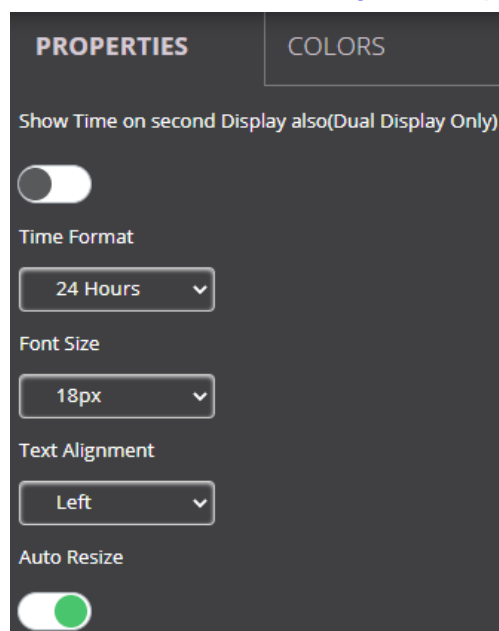 PROPERTIES COLORS
Show Time on second Display also(Dual Display Only)
Time Format
24 Hours
Font Size
18px
Text Alignment
Left
Auto Resize